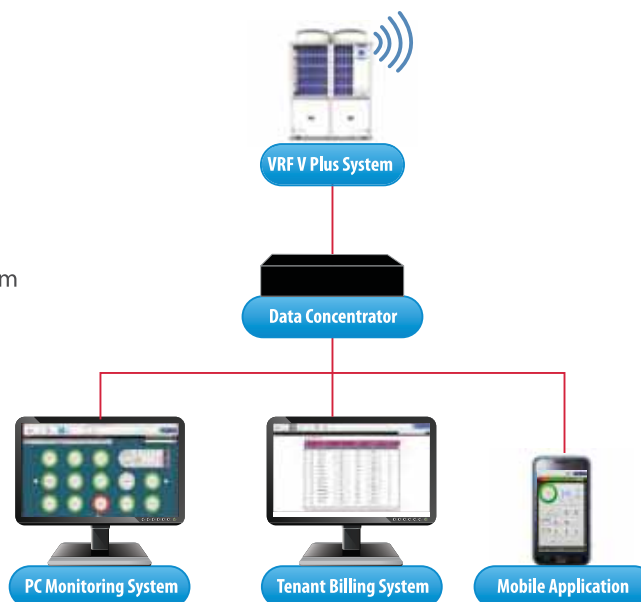 VRF V Plus System
m
Data Concentrator
PC Monitoring System
Tenant Billing System
Mobile Application